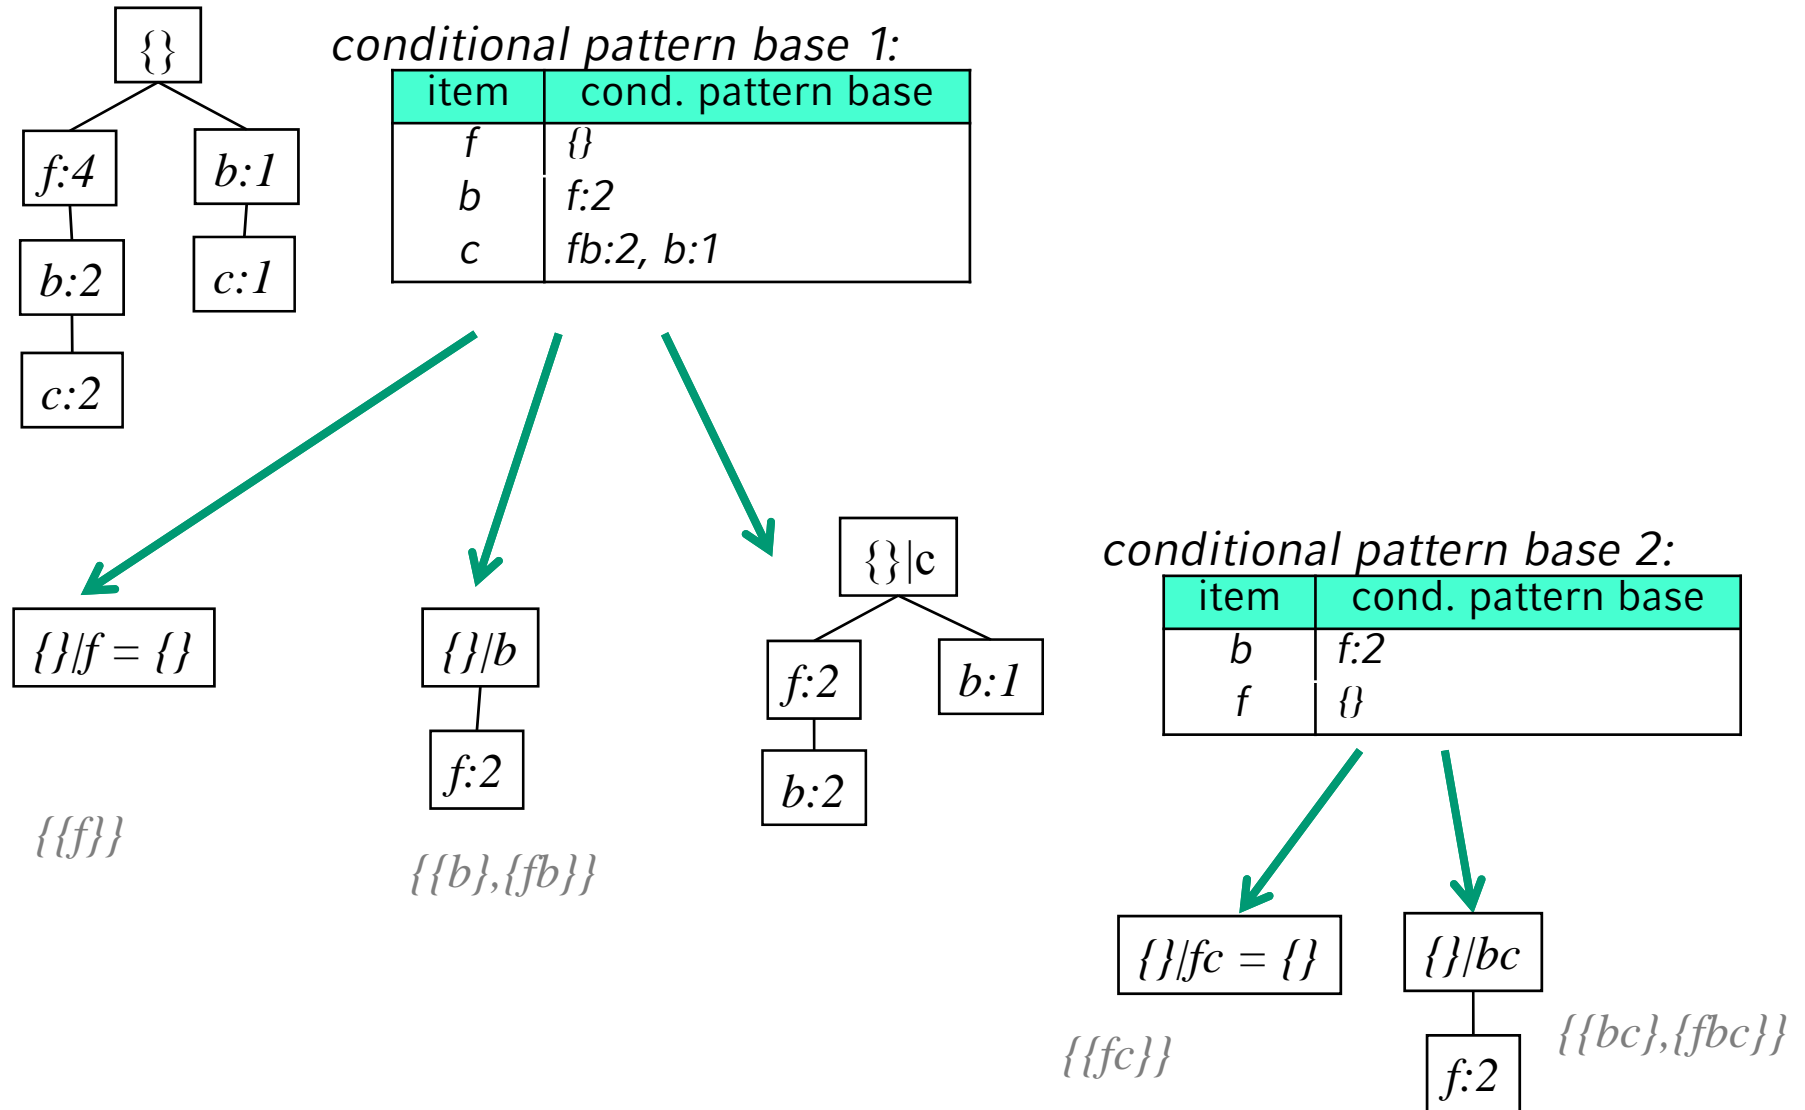 {}
f:4
b:1
b:2
c:1
c:2
conditional pattern base 1:
item cond. pattern base
f {}
b f:2
c fb:2, b:1
{}|f = {}
{{f}}
{}|b
f:2
{{b},{fb}}
{}|c
f:2
b:1
b:2
conditional pattern base 2:
item cond. pattern base
b f:2
f {}
{}|fc = {}
{{fc}}
{}|bc
f:2
{{bc},{fbc}}